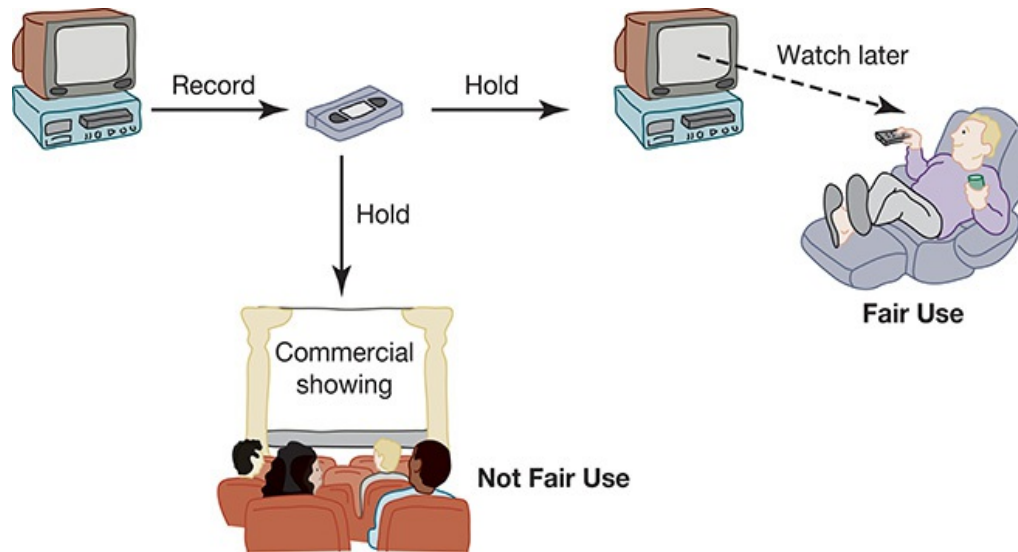 Record
Hold
Watch later
Hold
Fair Use
Commercial
showing
Not Fair Use